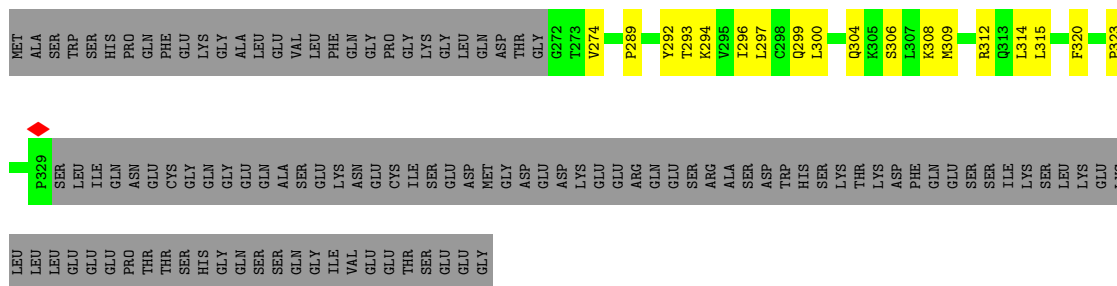 MET ALA SER TRP SER HIS PRO GLN PHE GLU LYS GLY ALA LEU GLU VAL LEU PHE GLN GLY PRO GLY LYS GLY LEU GLN ASP THR GLY G272 T273 V274 P289 Y292 T293 K294 V295 I296 L297 C298 Q299 L300 Q304 K305 S306 L307 K308 M309 R312 Q313 L314 L315 F320
P329 SER LEU ILE GLN ASN GLU CYS GLY GLN GLY GLU GLN ALA SER GLU LYS ASN GLU CYS ILE SER GLU ASP MET GLY ASP GLU ASP LYS GLU GLU ARG GLN GLU SER ARG ALA SER ASP TRP HIS SER LYS THR LYS ASP PHE GLN GLU SER SER ILE LYS SER LEU LYS GLU
LEU LEU LEU GLU GLU GLU PRO THR THR SER HIS GLY GLN SER SER GLN GLY ILE VAL GLU GLU THR SER GLU GLU GLY